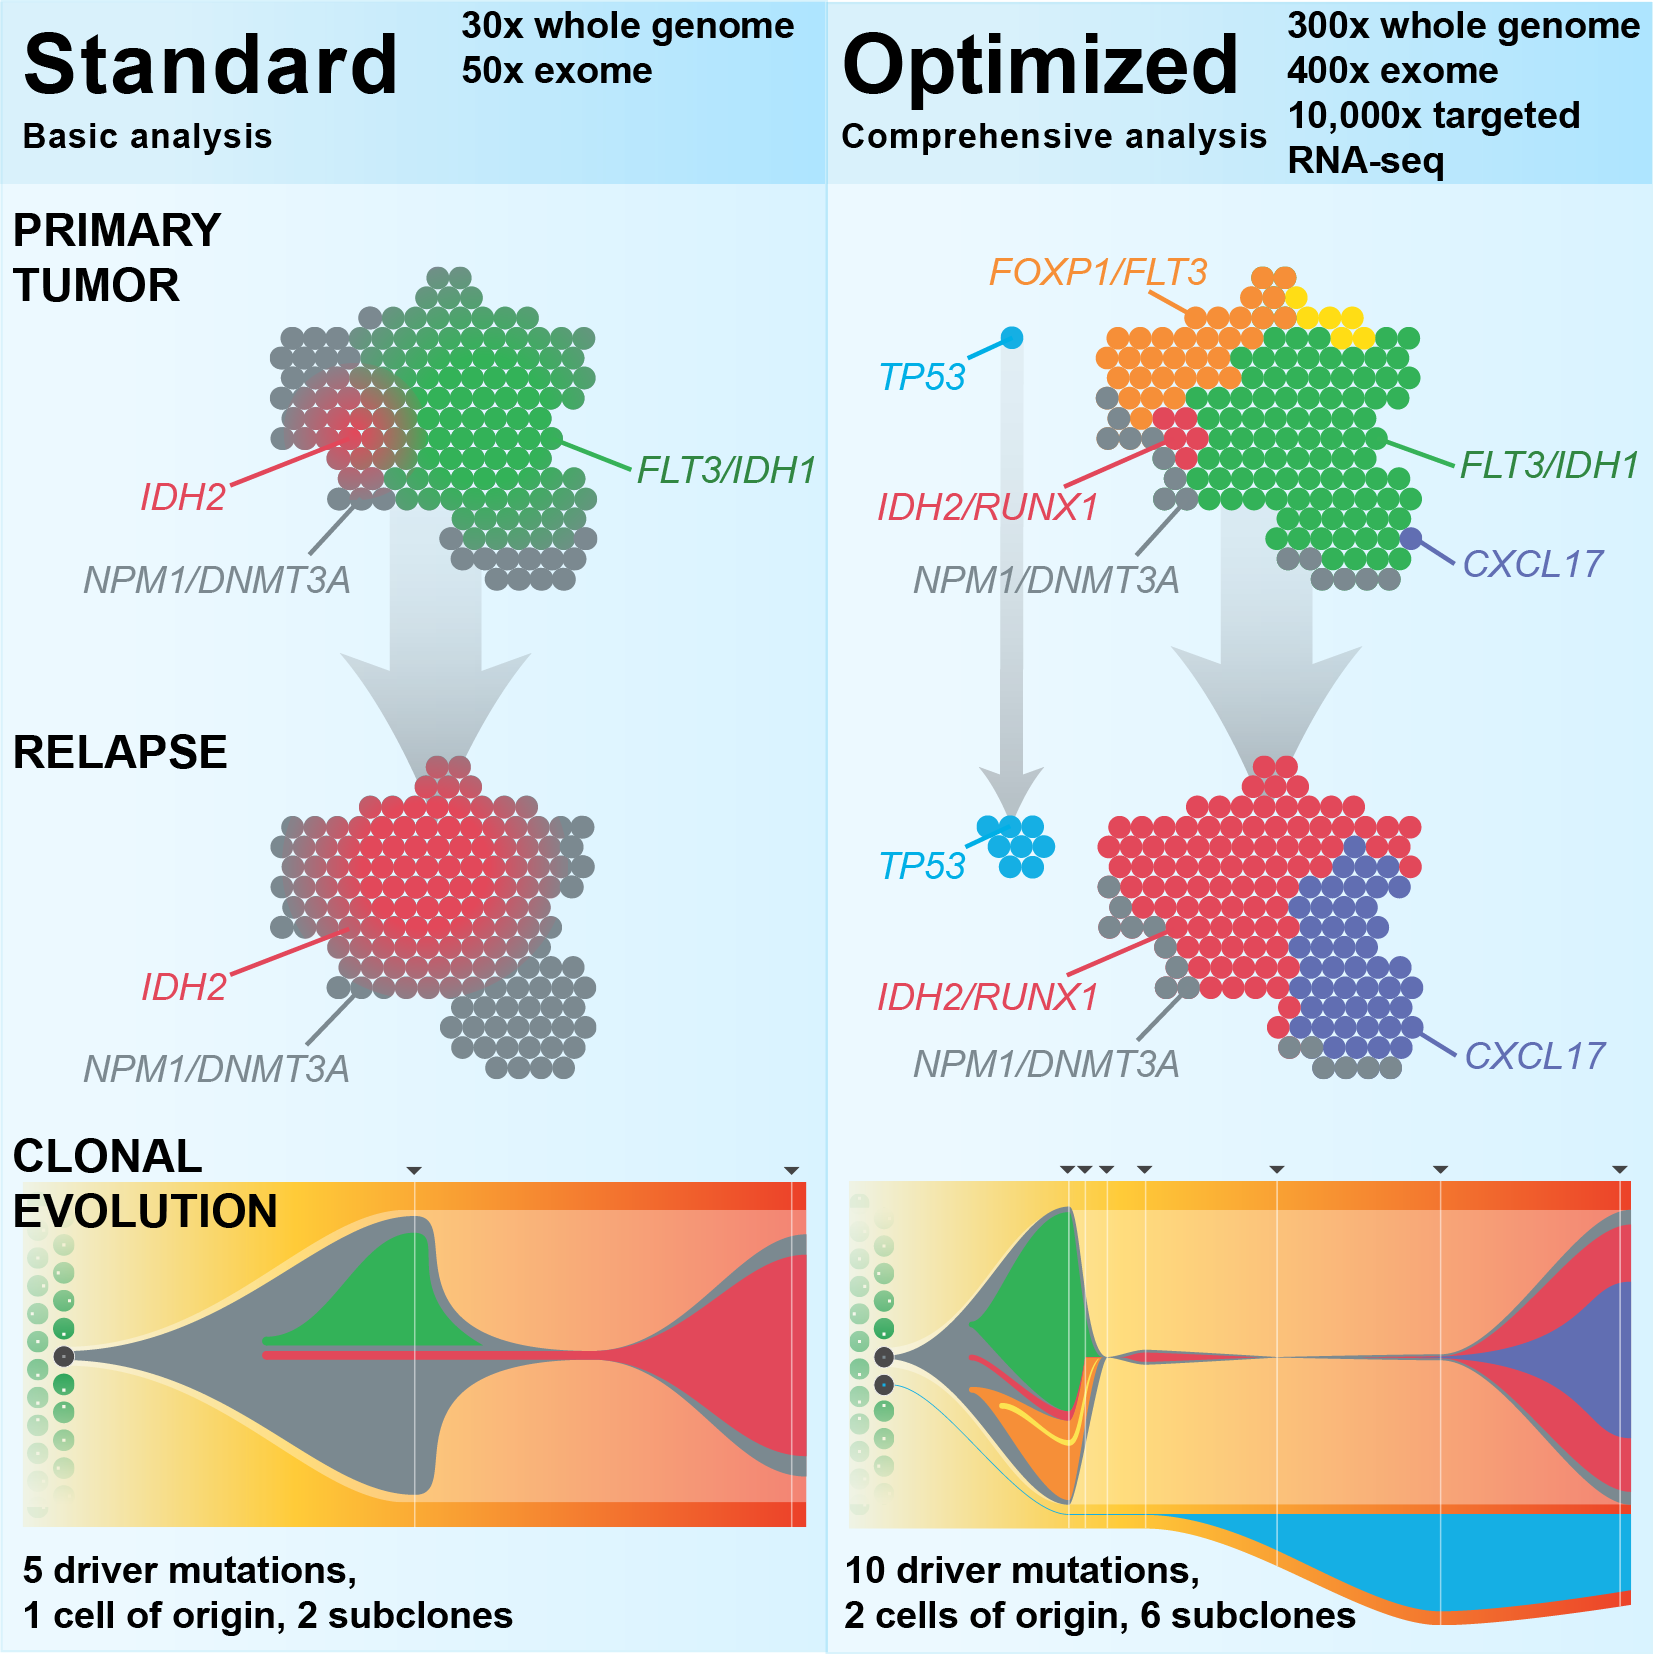 Standard
30x whole genome
50x exome
Basic analysis
Optimized
300x whole genome
400x exome
10,000x targeted
RNA-seq
Comprehensive analysis
PRIMARY
TUMOR
IDH2
FLT3/IDH1
NPM1/DNMT3A
FOXP1/FLT3
TP53
FLT3/IDH1
IDH2/RUNX1
CXCL17
NPM1/DNMT3A
RELAPSE
IDH2
NPM1/DNMT3A
TP53
IDH2/RUNX1
NPM1/DNMT3A
CXCL17
CLONAL
EVOLUTION
5 driver mutations,
1 cell of origin, 2 subclones
10 driver mutations,
2 cells of origin, 6 subclones